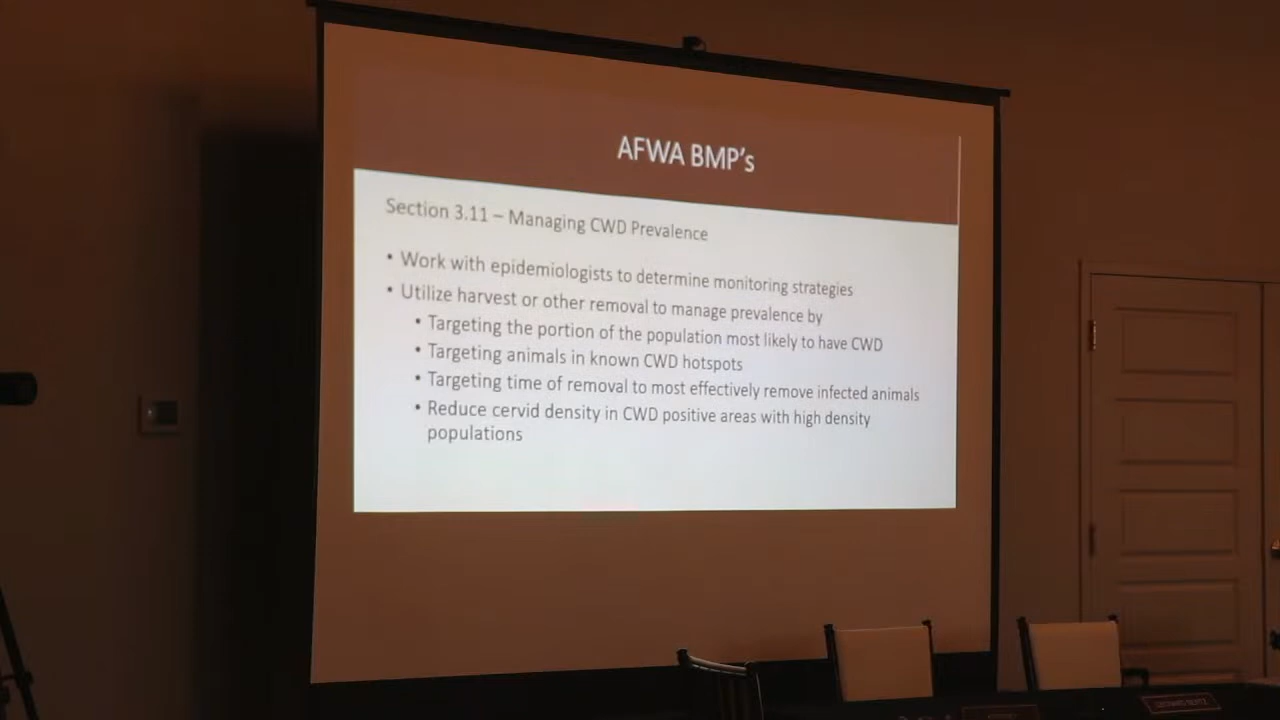 AFWA BMP's
Section 3.11 – Managing CWD Prevalence
• Work with epidemiologists to determine monitoring strategies
• Utilize harvest or other removal to manage prevalence by
• Targeting the portion of the population most likely to have CWD
• Targeting animals in known CWD hotspots
• Targeting time of removal to most effectively remove infected animals
• Reduce cervid density in CWD positive areas with high density
populations